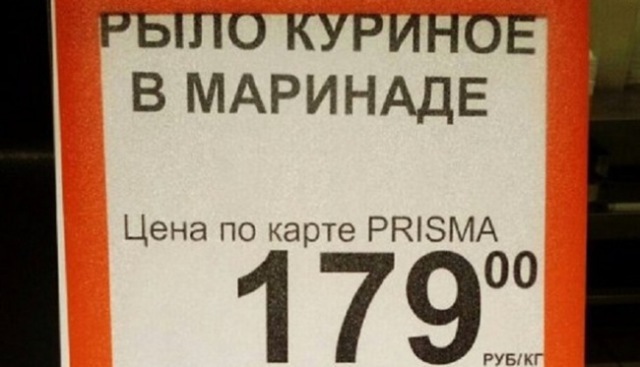 РЫЛО КУРИНОЕ
В МАРИНАДЕ
Цена по карте PRISMA
179 00
РУБ/КГ